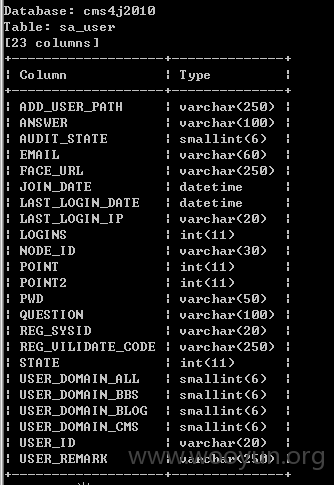 Database: cms4j2010
Table: sa_user
[23 columns]
+--------------------+--------------+
| Column | Type |
+--------------------+--------------+
| ADD_USER_PATH | varchar(250) |
| ANSWER | varchar(100) |
| AUDIT_STATE | smallint(6) |
| EMAIL | varchar(60) |
| FACE_URL | varchar(250) |
| JOIN_DATE | datetime |
| LAST_LOGIN_DATE | datetime |
| LAST_LOGIN_IP | varchar(20) |
| LOGINS | int(11) |
| NODE_ID | varchar(30) |
| POINT | int(11) |
| POINT2 | int(11) |
| PWD | varchar(50) |
| QUESTION | varchar(100) |
| REG_SYSID | varchar(20) |
| REG_VILIDATE_CODE | varchar(250) |
| STATE | int(11) |
| USER_DOMAIN_ALL | smallint(6) |
| USER_DOMAIN_BBS | smallint(6) |
| USER_DOMAIN_BLOG | smallint(6) |
| USER_DOMAIN_CMS | smallint(6) |
| USER_ID | varchar(20) |
| USER_REMARK | varchar(250) |
+--------------------+--------------+
www.wooyun.org